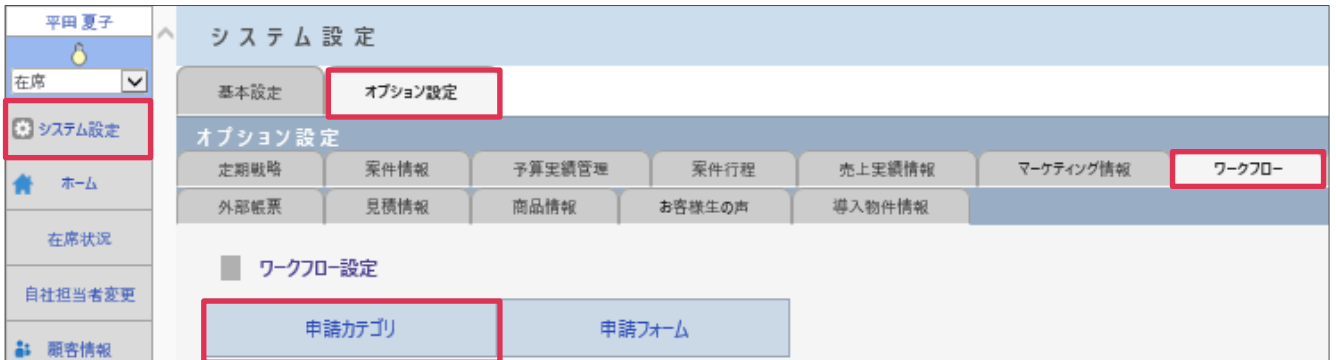 平田 夏子
在席
システム設定
ホーム
在席状況
自社担当者変更
顧客情報
システム設定
基本設定 オプション設定
オプション設定
定期戦略 案件情報 予算実績管理 案件行程 売上実績情報 マーケティング情報 ワークフロー
外部帳票 見積情報 商品情報 お客様生の声 導入物件情報
ワークフロー設定
申請カテゴリ 申請フォーム